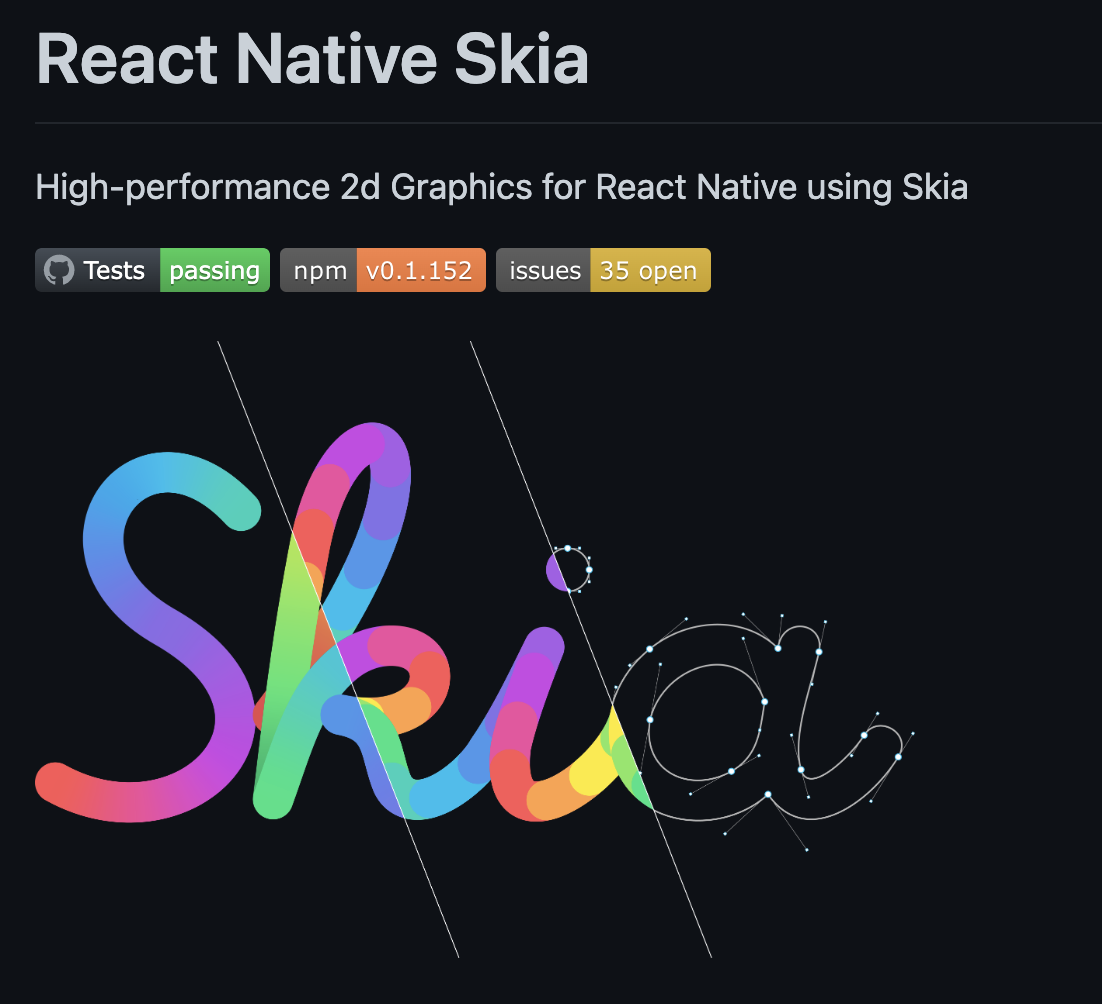 React Native Skia
High-performance 2d Graphics for React Native using Skia
Tests passing npm v0.1.152 issues 35 open
Skia